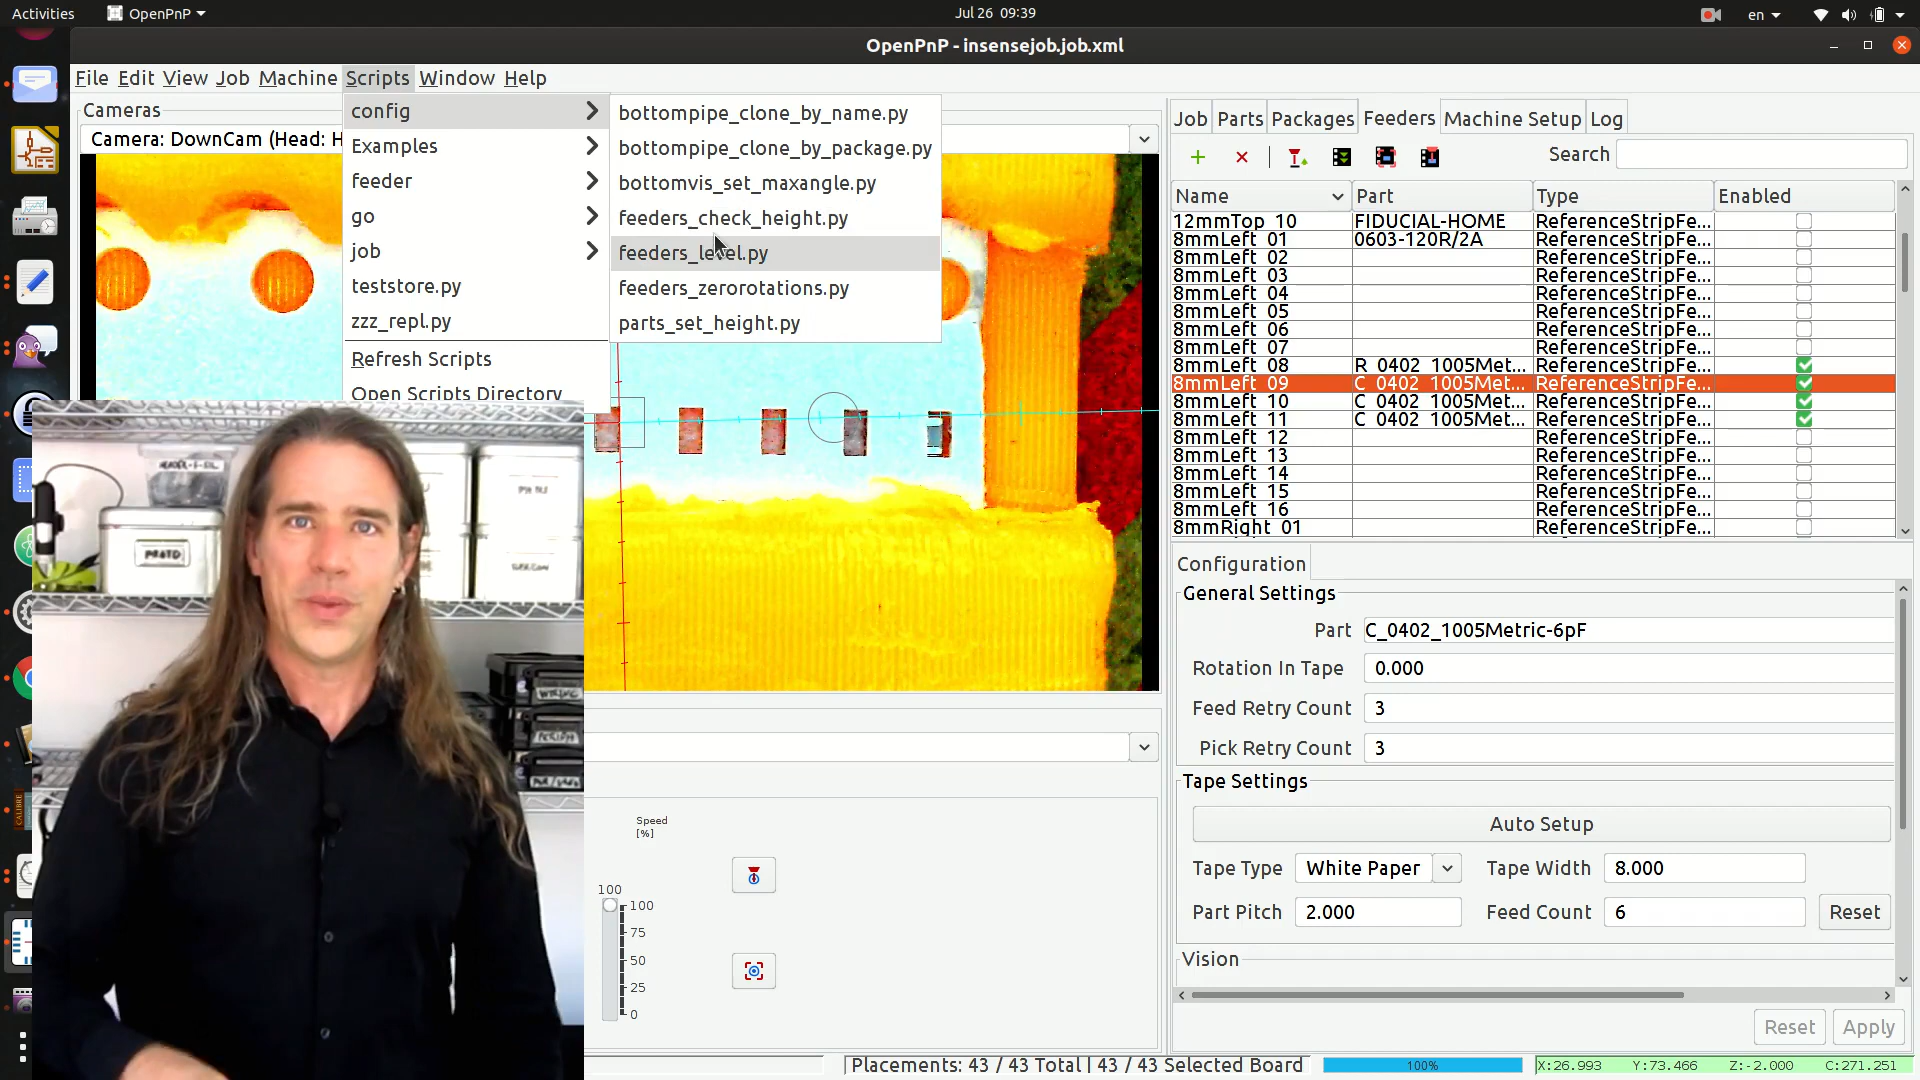 Activities
OpenPnP
Jul 26 09:39
en
OpenPnP - insensejob.job.xml
File Edit View Job Machine Scripts Window Help
Cameras
Camera: DownCam (Head: H
config
Examples
feeder
go
job
teststore.py
zzz_repl.py
Refresh Scripts
Open Scripts Directory
bottompipe_clone_by_name.py
bottompipe_clone_by_package.py
bottomvis_set_maxangle.py
feeders_check_height.py
feeders_level.py
feeders_zerorotations.py
parts_set_height.py
Job Parts Packages Feeders Machine Setup Log
Search
Name Part Type Enabled
12mmTop_10 FIDUCIAL-HOME ReferenceStripFe...
8mmLeft_01 0603-120R/2A ReferenceStripFe...
8mmLeft_02 ReferenceStripFe...
8mmLeft_03 ReferenceStripFe...
8mmLeft_04 ReferenceStripFe...
8mmLeft_05 ReferenceStripFe...
8mmLeft_06 ReferenceStripFe...
8mmLeft_07 ReferenceStripFe...
8mmLeft_08 R_0402_1005Met... ReferenceStripFe...
8mmLeft_09 C_0402_1005Met... ReferenceStripFe...
8mmLeft_10 C_0402_1005Met... ReferenceStripFe...
8mmLeft_11 C_0402_1005Met... ReferenceStripFe...
8mmLeft_12 ReferenceStripFe...
8mmLeft_13 ReferenceStripFe...
8mmLeft_14 ReferenceStripFe...
8mmLeft_15 ReferenceStripFe...
8mmLeft_16 ReferenceStripFe...
8mmRight_01 ReferenceStripFe...
Configuration
General Settings
Part C_0402_1005Metric-6pF
Rotation In Tape 0.000
Feed Retry Count 3
Pick Retry Count 3
Tape Settings
Auto Setup
Tape Type White Paper Tape Width 8.000
Part Pitch 2.000 Feed Count 6 Reset
Vision
Reset Apply
PROTO
Speed
[%]
100
100
75
50
25
0
Placements: 43 / 43 Total | 43 / 43 Selected Board
100%
X:26.993 Y:73.466 Z:-2.000 C:271.251